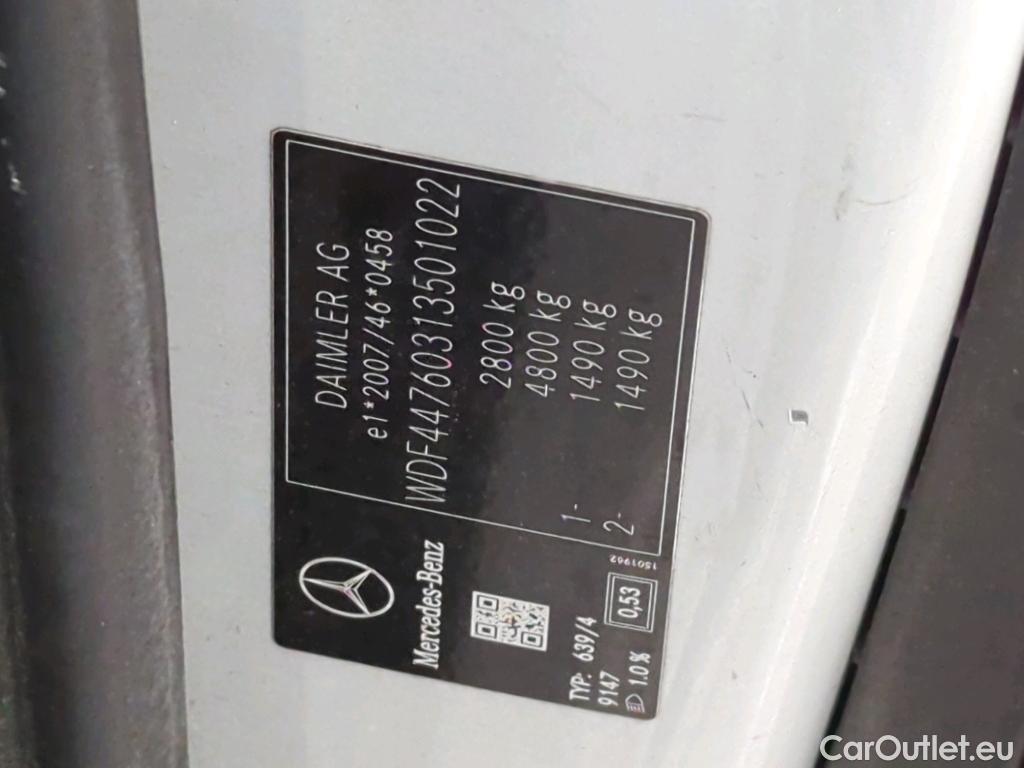 DAIMLER AG
e1*2007/46*0458
WDF44760313501022
2800 kg
4800 kg
1- 1490 kg
2- 1490 kg
Mercedes-Benz
TYP: 639/4
9147
1.0 %
0,53
1501962
CarOutlet.eu